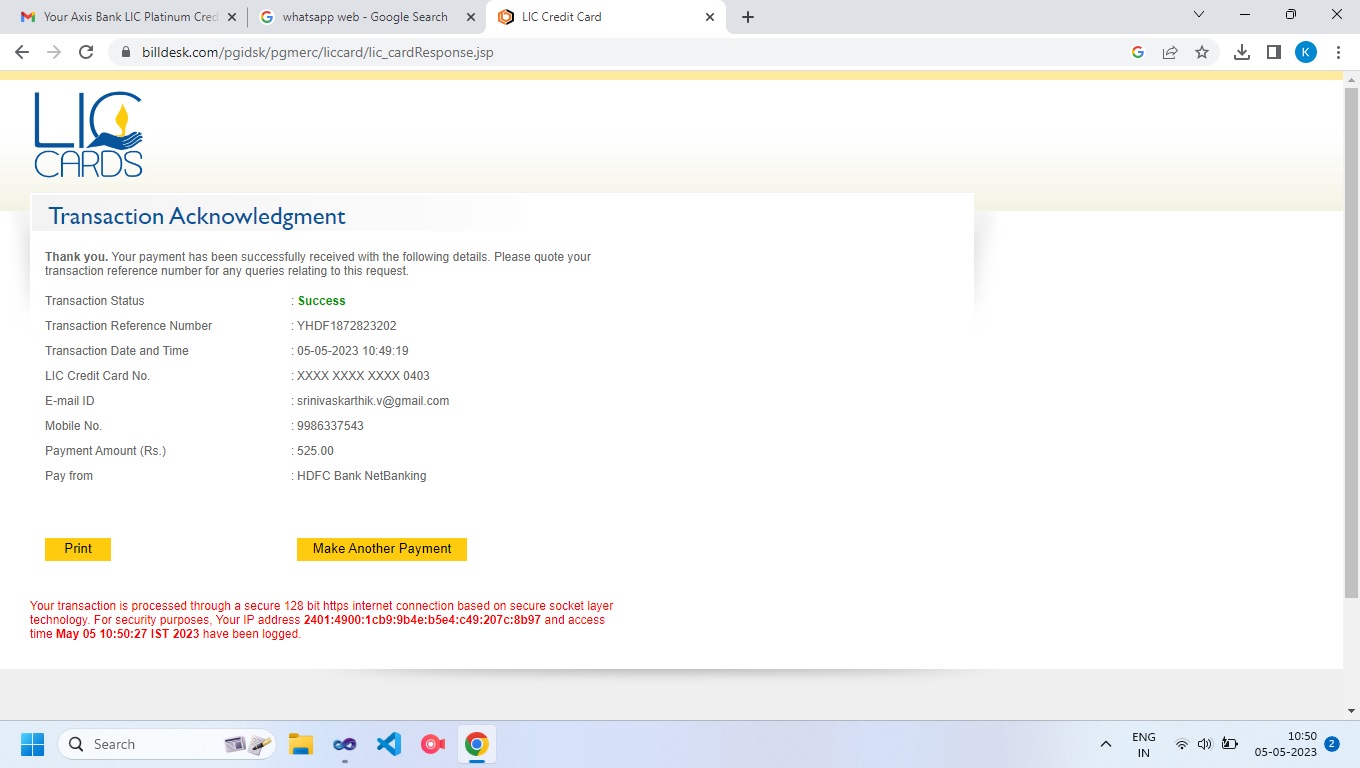 Your Axis Bank LIC Platinum Cred
whatsapp web - Google Search
LIC Credit Card
billdesk.com/pgidsk/pgmerc/liccard/lic_cardResponse.jsp
K
LIC
CARDS
Transaction Acknowledgment
Thank you. Your payment has been successfully received with the following details. Please quote your
transaction reference number for any queries relating to this request.
Transaction Status : Success
Transaction Reference Number : YHDF1872823202
Transaction Date and Time : 05-05-2023 10:49:19
LIC Credit Card No. : XXXX XXXX XXXX 0403
E-mail ID : srinivaskarthik.v@gmail.com
Mobile No. : 9986337543
Payment Amount (Rs.) : 525.00
Pay from : HDFC Bank NetBanking
Print
Make Another Payment
Your transaction is processed through a secure 128 bit https internet connection based on secure socket layer
technology. For security purposes, Your IP address 2401:4900:1cb9:9b4e:b5e4:c49:207c:8b97 and access
time May 05 10:50:27 IST 2023 have been logged.
Search
ENG
IN
10:50
05-05-2023
2